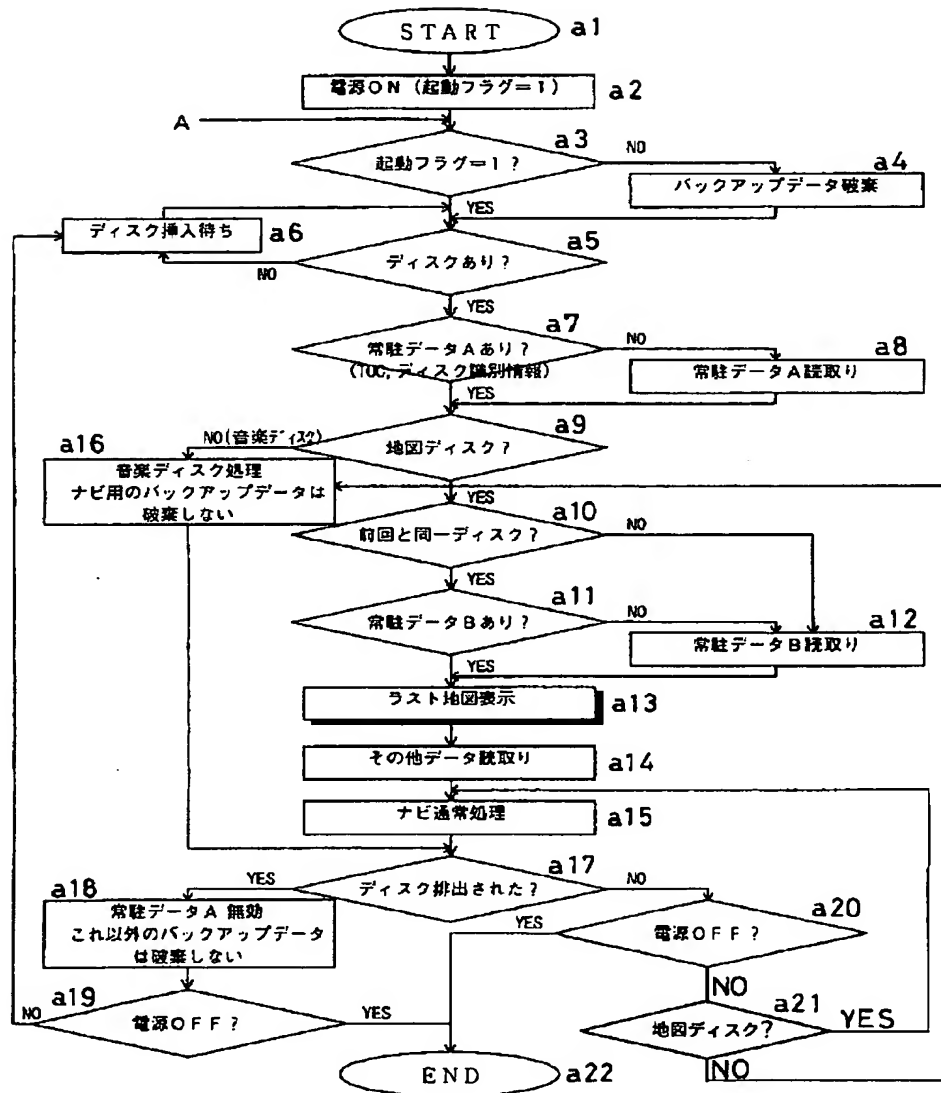 START a1
電源ON (起動フラグ=1) a2
A
a3
起動フラグ=1?
NO
a4
バックアップデータ破棄
YES
ディスク挿入待ち a6
a5
ディスクあり?
NO
YES
a7
常駐データAあり?
(TOC, ディスク識別情報)
NO
a8
常駐データA読取り
YES
a9
地図ディスク?
NO(音楽ディスク)
a16
音楽ディスク処理
ナビ用のバックアップデータは
破棄しない
YES
a10
前回と同一ディスク?
NO
YES
a11
常駐データBあり?
NO
a12
常駐データB読取り
YES
ラスト地図表示 a13
その他データ読取り a14
ナビ通常処理 a15
a17
ディスク排出された?
YES
NO
a18
常駐データA 無効
これ以外のバックアップデータ
は破棄しない
a20
電源OFF?
YES
NO
a19
電源OFF?
NO
YES
a21
地図ディスク?
YES
NO
END a22